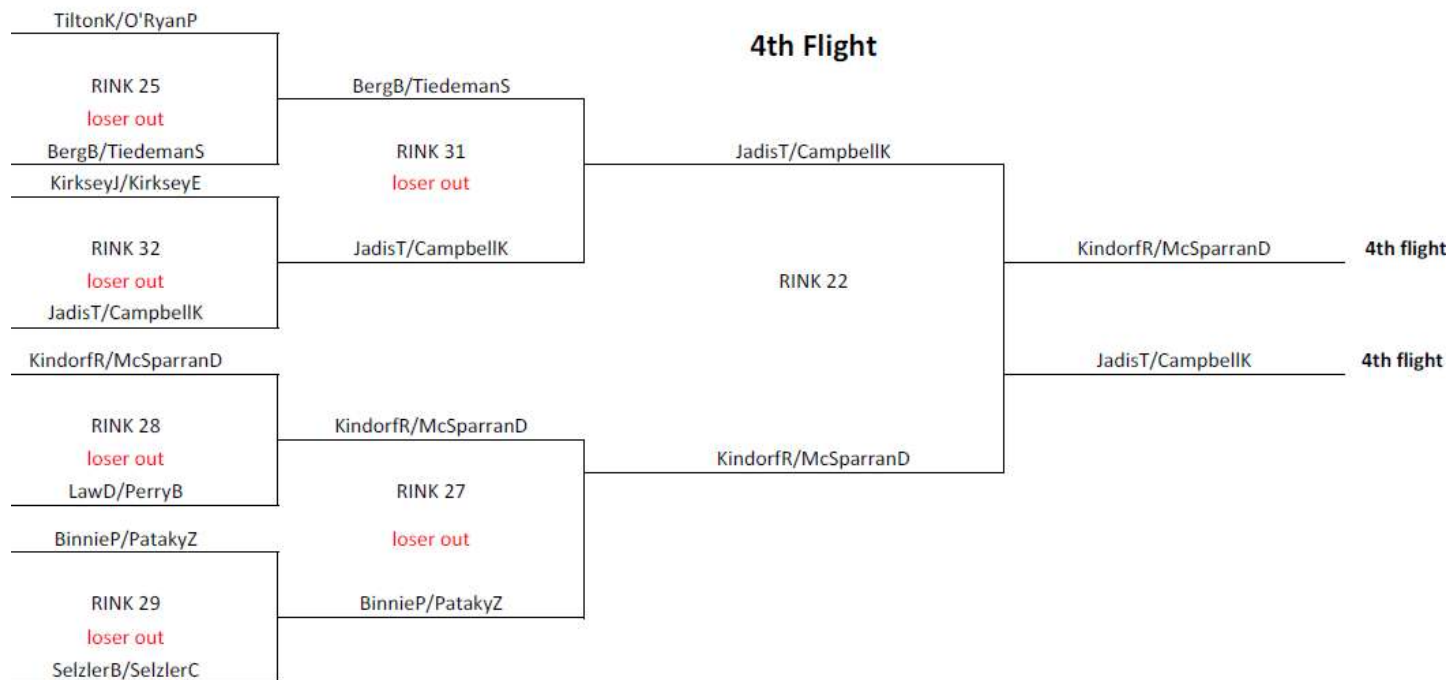 TiltonK/O'RyanP
4th Flight
RINK 25
BergB/TiedemanS
loser out
BergB/TiedemanS
RINK 31
JadisT/CampbellK
KirkseyJ/KirkseyE
loser out
RINK 32
JadisT/CampbellK
KindorfR/McSparranD
4th flight
loser out
RINK 22
JadisT/CampbellK
KindorfR/McSparranD
JadisT/CampbellK
4th flight
RINK 28
KindorfR/McSparranD
loser out
KindorfR/McSparranD
LawD/PerryB
RINK 27
BinnieP/PatakyZ
loser out
RINK 29
BinnieP/PatakyZ
loser out
SelzlerB/SelzlerC